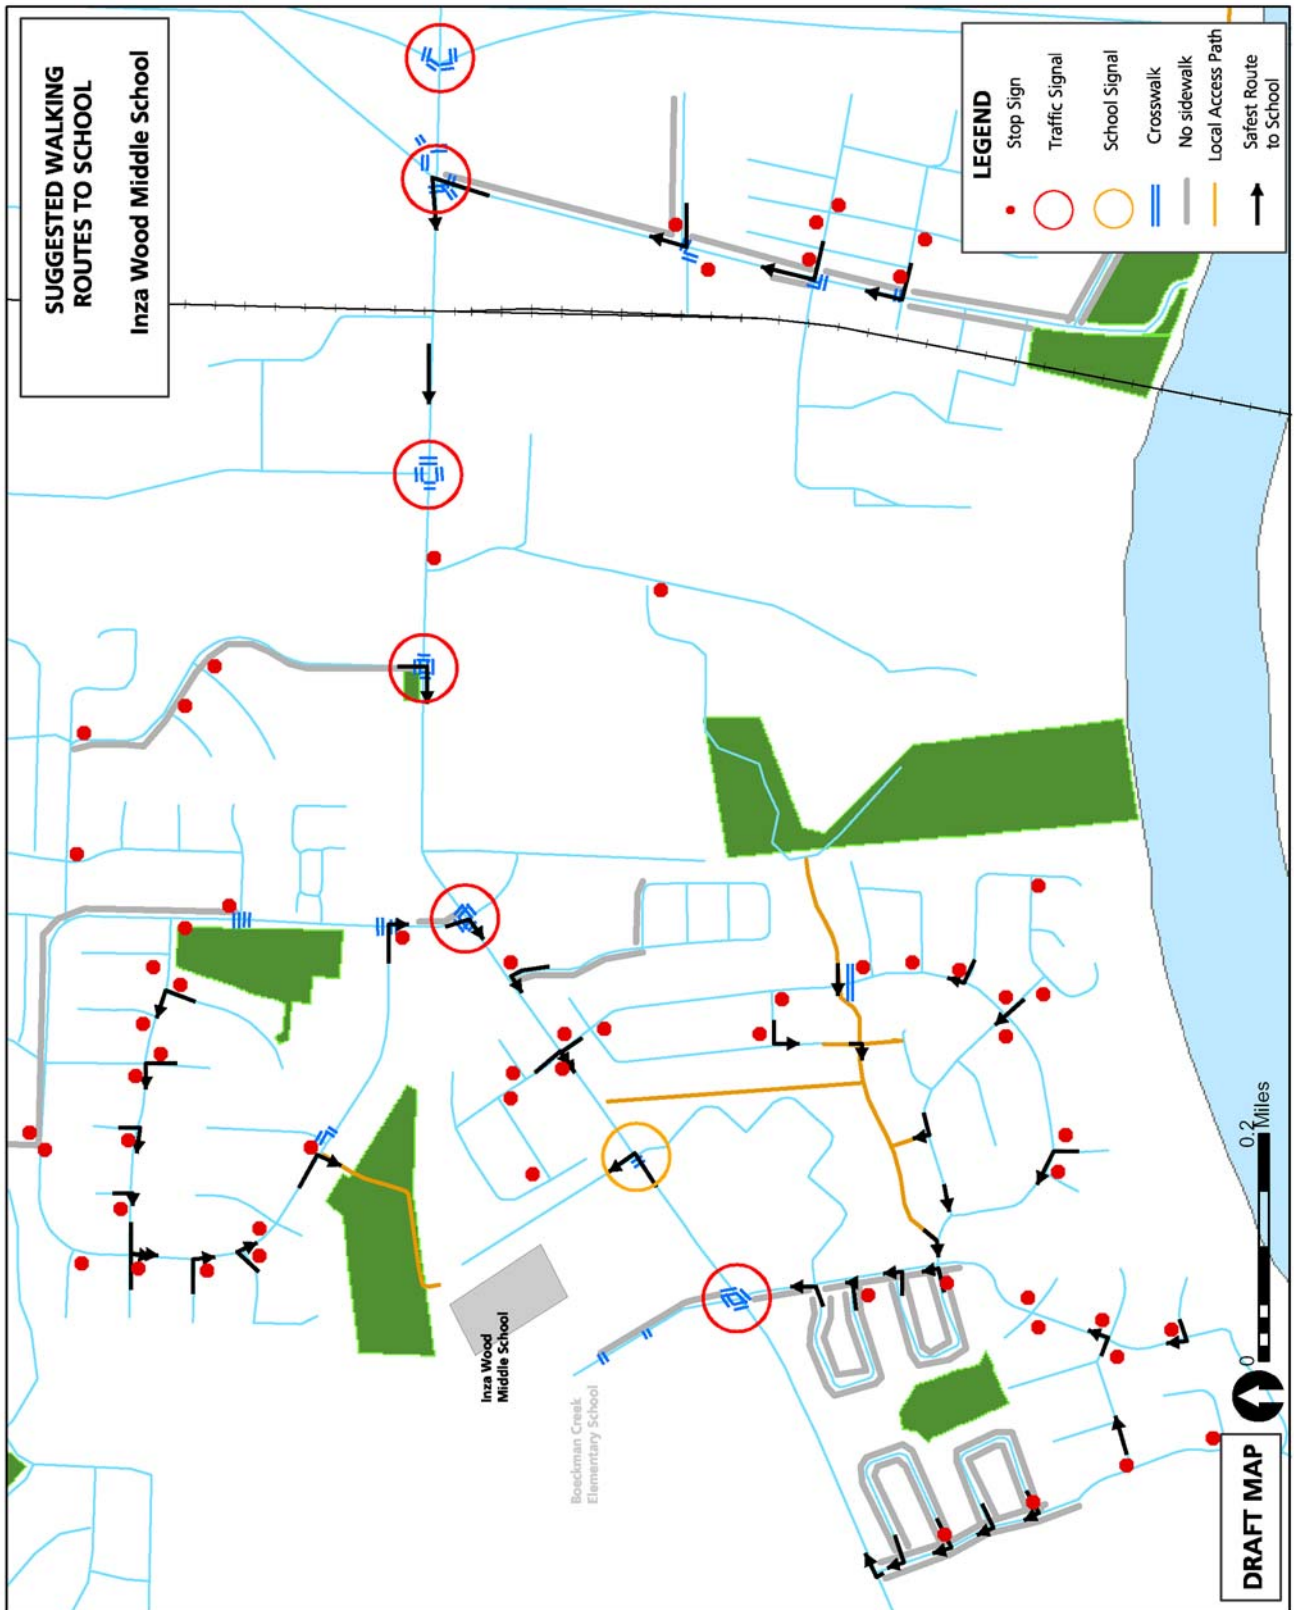 SUGGESTED WALKING
ROUTES TO SCHOOL
Inza Wood Middle School
LEGEND
Stop Sign
Traffic Signal
School Signal
Crosswalk
No sidewalk
Local Access Path
Safest Route
to School
Inza Wood
Middle School
Boeckman Creek
Elementary School
0
0.2
Miles
DRAFT MAP